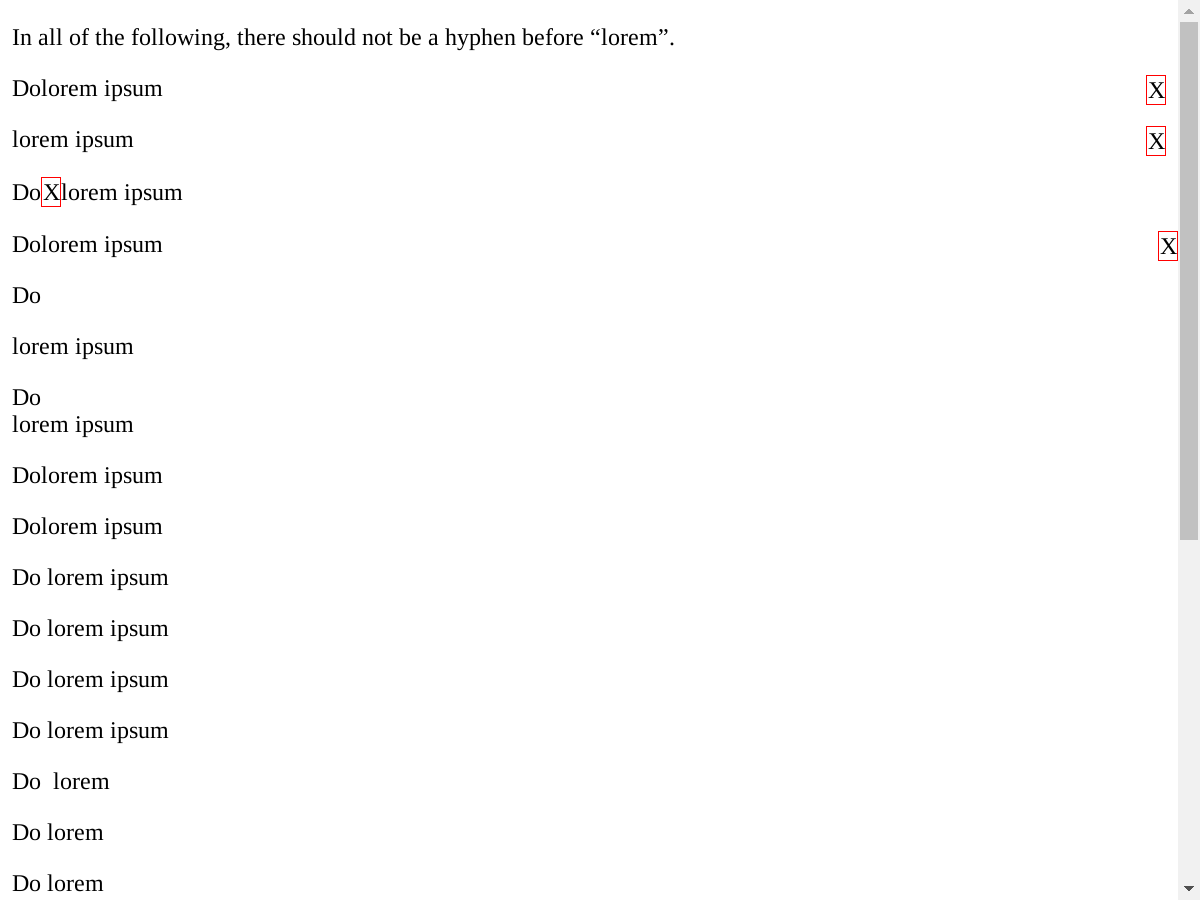 In all of the following, there should not be a hyphen before “lorem”.
Dolorem ipsum X
lorem ipsum X
DoXlorem ipsum
Dolorem ipsum X
Do
lorem ipsum
Do
lorem ipsum
Dolorem ipsum
Dolorem ipsum
Do lorem ipsum
Do lorem ipsum
Do lorem ipsum
Do lorem ipsum
Do  lorem
Do lorem
Do lorem